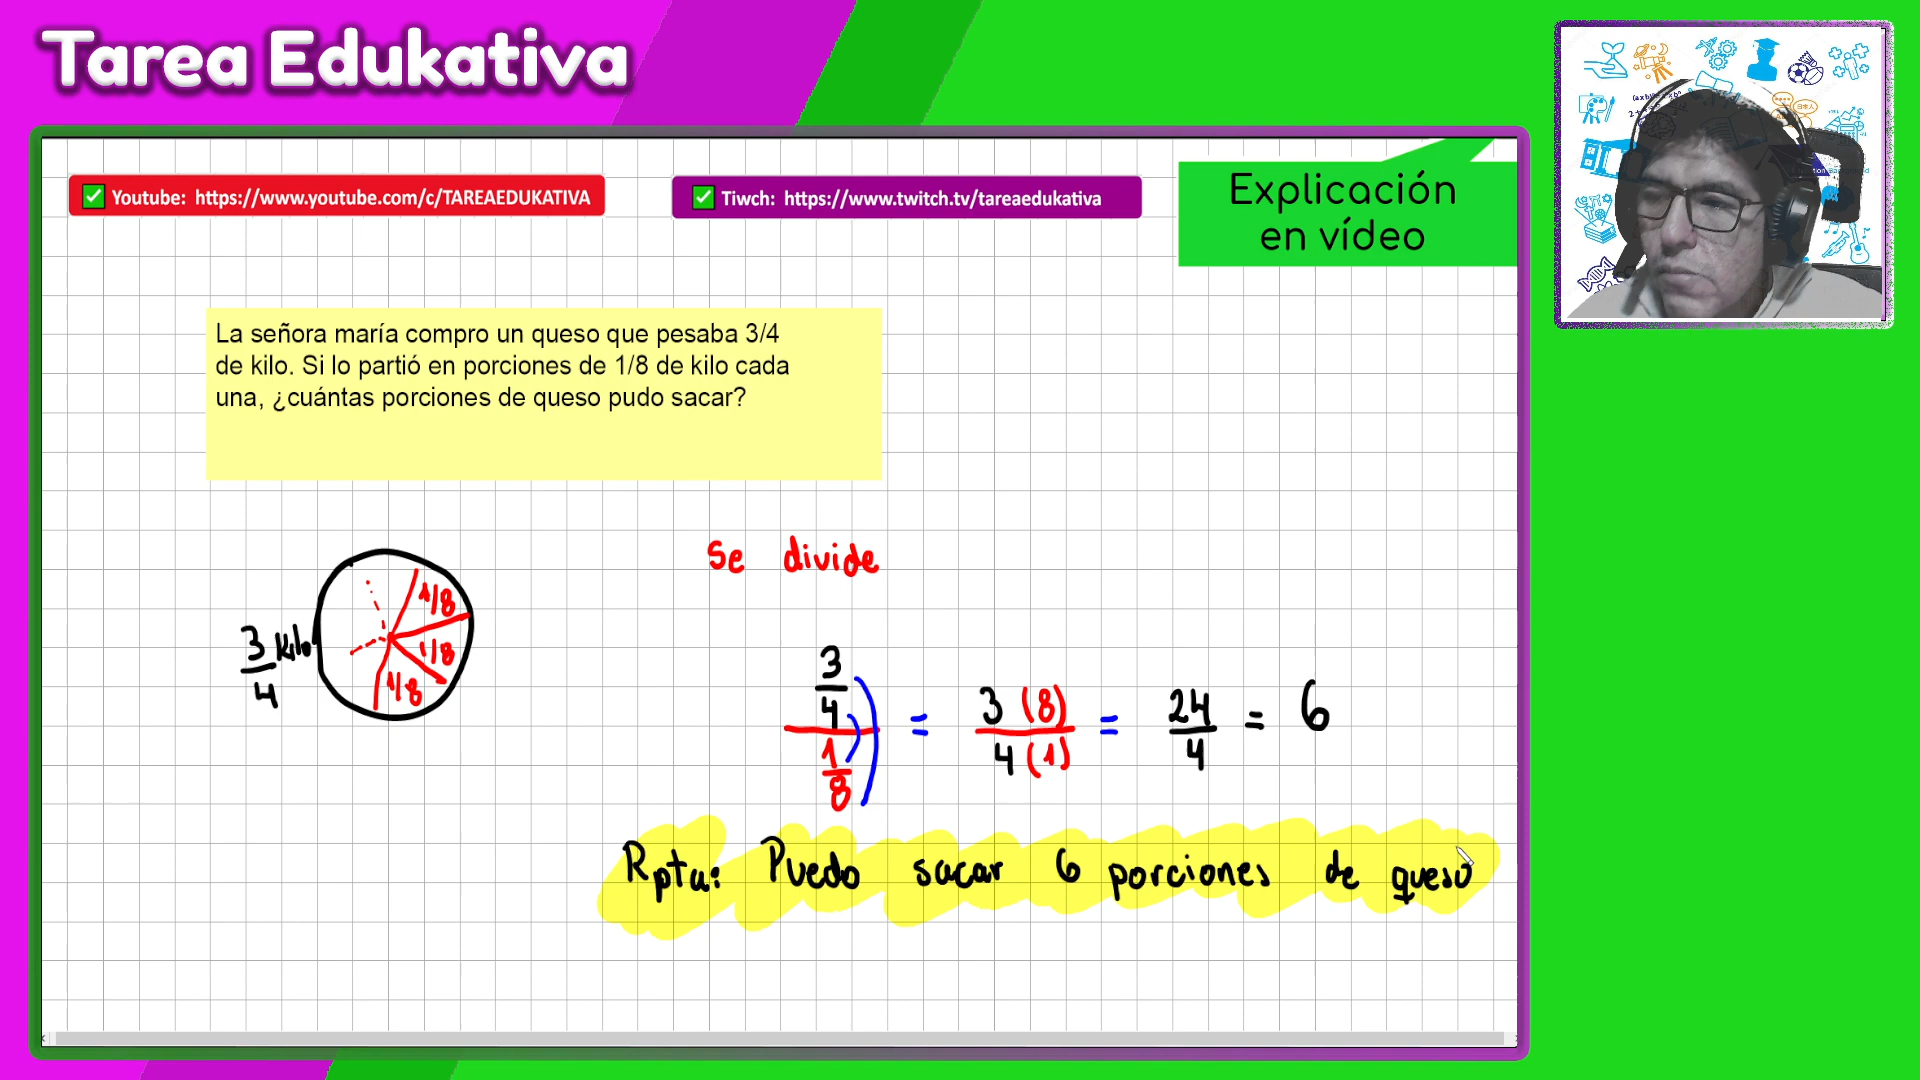 Tarea Edukativa
Youtube: https://www.youtube.com/c/TAREAEDUKATIVA
Tiwch: https://www.twitch.tv/tareaedukativa
Explicación
en vídeo
La señora maría compro un queso que pesaba 3/4
de kilo. Si lo partió en porciones de 1/8 de kilo cada
una, ¿cuántas porciones de queso pudo sacar?
se divide
3/4 kilo
1/8
1/8
1/8
3/4 / 1/8 = 3(8)/4(1) = 24/4 = 6
Rpta: Puedo sacar 6 porciones de queso